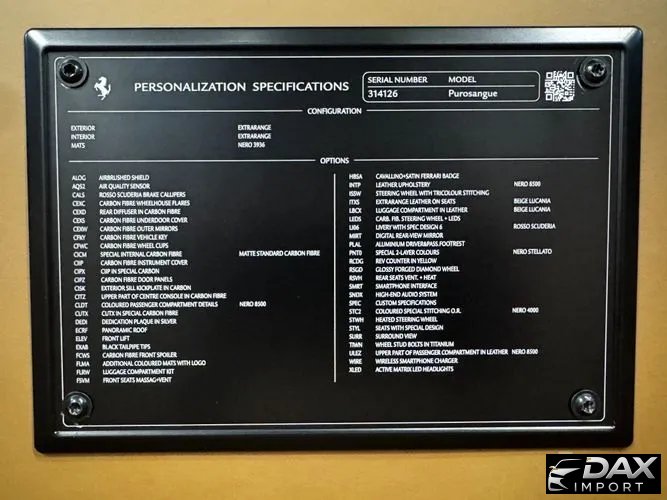 PERSONALIZATION SPECIFICATIONS
SERIAL NUMBER MODEL
314126 Purosangue
CONFIGURATION
EXTERIOR EXTRARANGE
INTERIOR EXTRARANGE
MATS NERO 3936
OPTIONS
ALOG AIRBRUSHED SHIELD
AQS2 AIR QUALITY SENSOR
CALS ROSSO SCUDERIA BRAKE CALLIPERS
CEXC CARBON FIBRE WHEELHOUSE FLARES
CEXD REAR DIFFUSER IN CARBON FIBRE
CEXS CARBON FIBRE UNDERDOOR COVER
CEXW CARBON FIBRE OUTER MIRRORS
CFKY CARBON FIBRE VEHICLE KEY
CFWC CARBON FIBRE WHEEL CUPS
CICM SPECIAL INTERNAL CARBON FIBRE MATTE STANDARD CARBON FIBRE
CIIP CARBON FIBRE INSTRUMENT COVER
CIPX CIIP IN SPECIAL CARBON
CIPZ CARBON FIBRE DOOR PANELS
CISK EXTERIOR SILL KICKPLATE IN CARBON
CITZ UPPER PART OF CENTRE CONSOLE IN CARBON FIBRE
CLDT COLOURED PASSENGER COMPARTMENT DETAILS NERO 8500
CUTX CUTX IN SPECIAL CARBON
DEDI DEDICATION PLAQUE IN SILVER
ECRF PANORAMIC ROOF
ELEV FRONT LIFT
EXAB BLACK TAILPIPE TIPS
FCWS CARBON FIBRE FRONT SPOILER
FLMA ADDITIONAL COLOURED MATS WITH LOGO
FLRW LUGGAGE COMPARTMENT KIT
FSVM FRONT SEATS MASSAG+VENT
HBSA CAVALLINO+SATIN FERRARI BADGE
INTP LEATHER UPHOLSTERY NERO 8500
ISSW STEERING WHEEL WITH TRICOLOUR STITCHING
ITXS EXTRARANGE LEATHER ON SEATS BEIGE LUCANIA
LBCX LUGGAGE COMPARTMENT IN LEATHER BEIGE LUCANIA
LEDS CARB. FIB. STEERING WHEEL + LEDS
LI06 LIVERY WITH SPEC DESIGN 6 ROSSO SCUDERIA
MIRT DIGITAL REAR-VIEW MIRROR
PLAL ALUMINIUM DRIVER&PASS FOOTREST
PNT0 SPECIAL 2-LAYER COLOURS NERO STELLATO
RCDG REV COUNTER IN YELLOW
RSGD GLOSSY FORGED DIAMOND WHEEL
RSVH REAR SEATS VENT. + HEAT
SMRT SMARTPHONE INTERFACE
SNDX HIGH-END AUDIO SYSTEM
SPEC CUSTOM SPECIFICATIONS
STC2 COLOURED SPECIAL STITCHING O.R. NERO 4000
STWH HEATED STEERING WHEEL
STYL SEATS WITH SPECIAL DESIGN
SURR SURROUND VIEW
TIWN WHEEL STUD BOLTS IN TITANIUM
ULEZ UPPER PART OF PASSENGER COMPARTMENT IN LEATHER NERO 8500
WIRE WIRELESS SMARTPHONE CHARGER
XLED ACTIVE MATRIX LED HEADLIGHTS
DAX
IMPORT